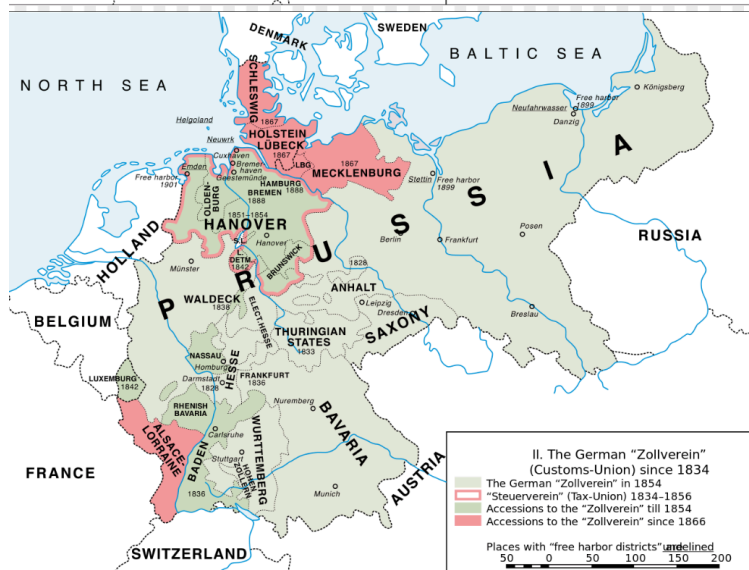 DENMARK
SWEDEN
BALTIC SEA
NORTH SEA
SCHLESWIG
1867
Helgoland
HOLSTEIN
LÜBECK
1867
LBG
1867
MECKLENBURG
Königsberg
Free harbor
1899
Neufahrwasser
Danzig
Neuwrk
Cuxhaven
Bremer
haven
Geestemünde
Emden
Free harbor
1901
HAMBURG
1888
BREMEN
1888
OLDEN-
BURG
1851–1854
HANOVER
Hanover
S.L.
L.
DETM.
1842
BRUNSWICK
Stettin
Free harbor
1899
PRUSSIA
Berlin
Frankfurt
Posen
RUSSIA
HOLLAND
Münster
1828
ANHALT
Leipzig
Dresden
SAXONY
Breslau
WALDECK
1838
ELECT.HESSE
THURINGIAN
STATES
1833
BELGIUM
NASSAU
Homburg
HESSE
FRANKFURT
1836
Darmstadt
1828
LUXEMBURG
1842
RHENISH
BAVARIA
Nuremberg
BAVARIA
ALSACE
LORRAINE
Carlsruhe
BADEN
1836
Stuttgart
WURTTEMBERG
HOHEN
ZOLLERN
Munich
FRANCE
AUSTRIA
SWITZERLAND
II. The German “Zollverein”
(Customs-Union) since 1834
The German “Zollverein” in 1854
“Steuerverein” (Tax-Union) 1834–1856
Accessions to the “Zollverein” till 1854
Accessions to the “Zollverein” since 1866
Places with “free harbor districts” are underlined
50 0 50 100 150 200